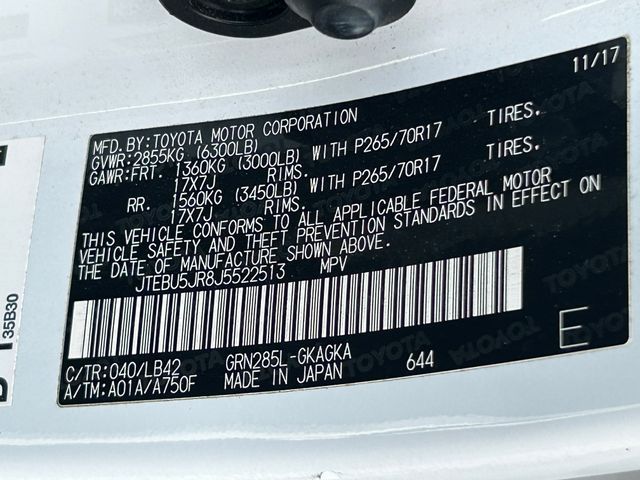 11/17
MFD. BY: TOYOTA MOTOR CORPORATION
GVWR: 2855KG (6300LB)
GAWR: FRT. 1360KG (3000LB) WITH P265/70R17 TIRES,
17X7J RIMS.
RR. 1560KG (3450LB) WITH P265/70R17 TIRES,
17X7J RIMS.
THIS VEHICLE CONFORMS TO ALL APPLICABLE FEDERAL MOTOR
VEHICLE SAFETY AND THEFT PREVENTION STANDARDS IN EFFECT ON
THE DATE OF MANUFACTURE SHOWN ABOVE.
JTEBU5JR8J5522513 MPV
E
C/TR: 040/LB42 GRN285L-GKAGKA
A/TM: A01A/A750F MADE IN JAPAN 644
35B30
TOYOTA